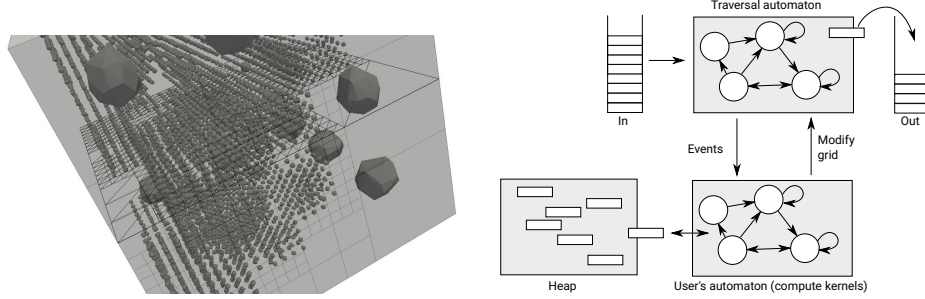 Traversal automaton
In
Out
Events
Modify
grid
Heap
User's automaton (compute kernels)